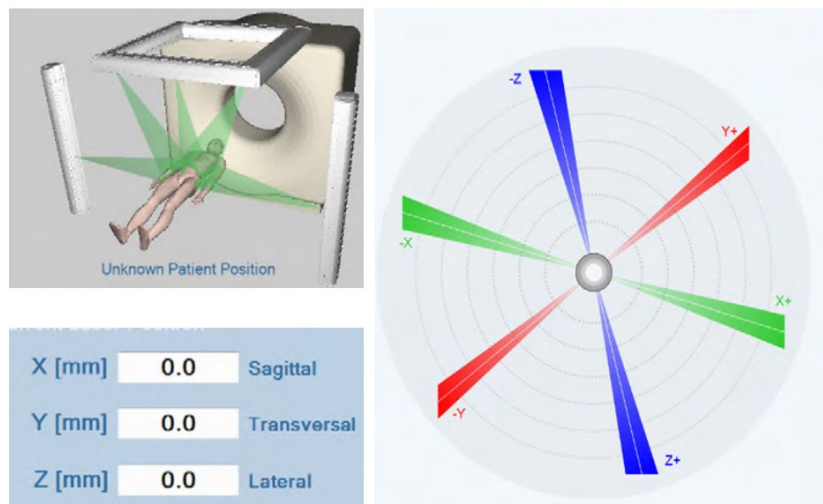 Unknown Patient Position
X [mm] 0.0 Sagittal
Y [mm] 0.0 Transversal
Z [mm] 0.0 Lateral
-Z
Y+
-X
X+
-Y
Z+